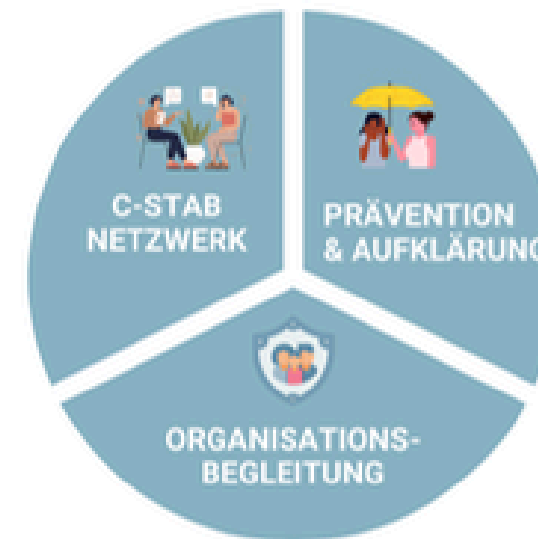 C-STAB
NETZWERK
PRÄVENTION
& AUFKLÄRUNG
ORGANISATIONS-
BEGLEITUNG